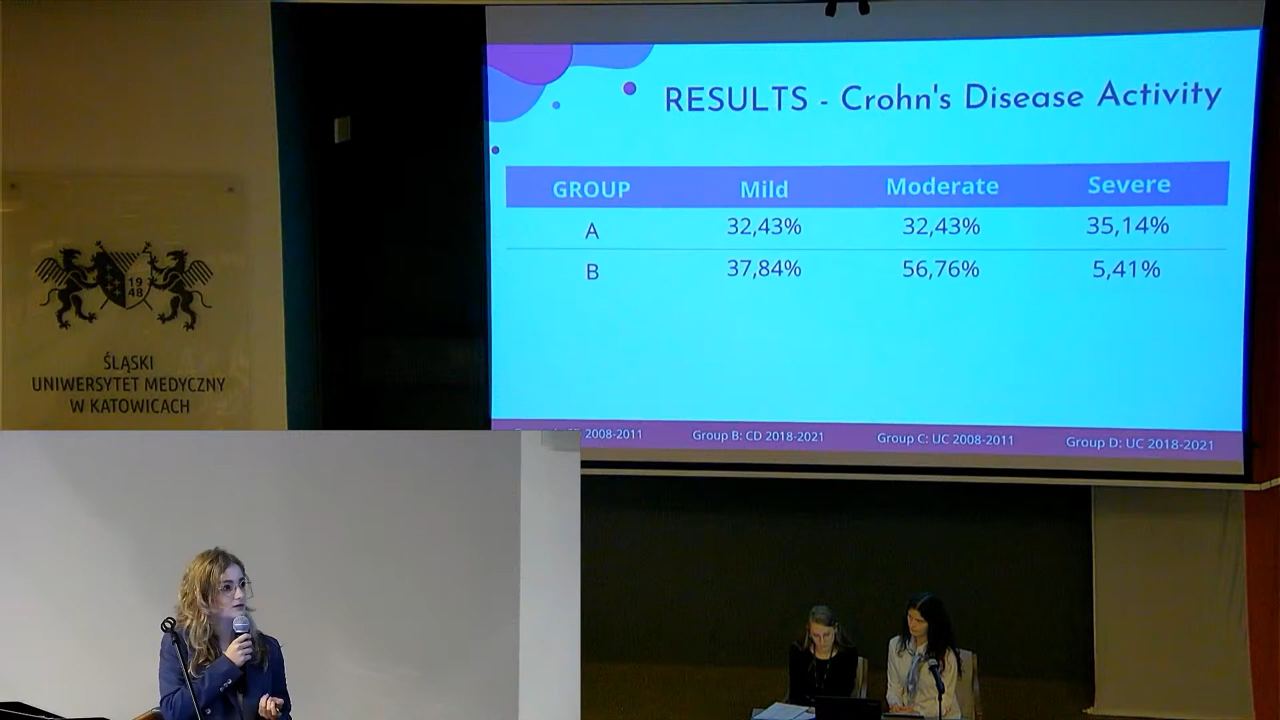 RESULTS - Crohn's Disease Activity
GROUP Mild Moderate Severe
A 32,43% 32,43% 35,14%
B 37,84% 56,76% 5,41%
2008-2011 Group B: CD 2018-2021 Group C: UC 2008-2011 Group D: UC 2018-2021
19
48
ŚLĄSKI
UNIWERSYTET MEDYCZNY
W KATOWICACH